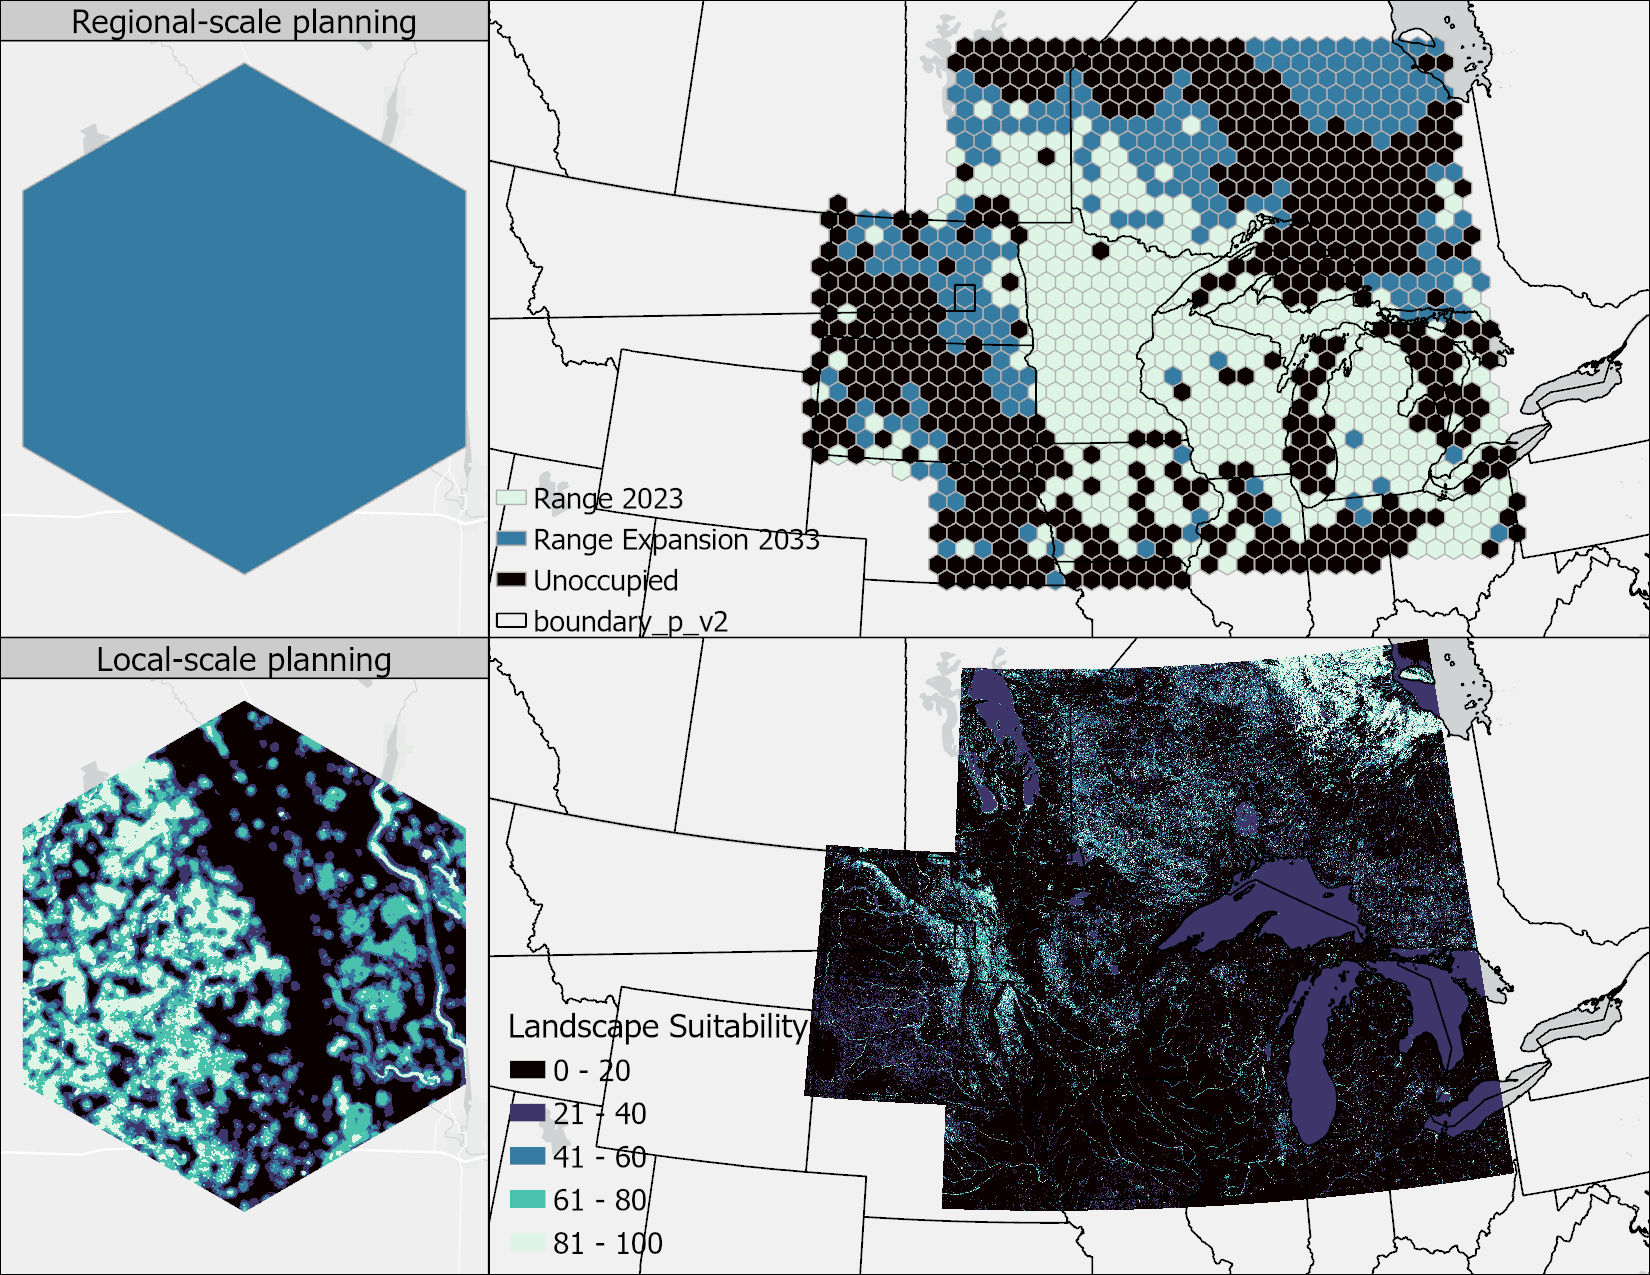 Regional-scale planning
Range 2023
Range Expansion 2033
Unoccupied
boundary_p_v2
Local-scale planning
Landscape Suitability
0 - 20
21 - 40
41 - 60
61 - 80
81 - 100